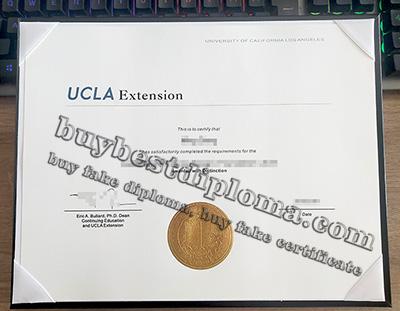 UNIVERSITY OF CALIFORNIA LOS ANGELES
UCLA Extension
This is to certify that
has satisfactorily completed the requirements for the
awarded with Distinction
Eric A. Bullard, Ph.D. Dean
Continuing Education
and UCLA Extension
Date
buybestdiploma.com
buy fake diploma, buy fake certificate